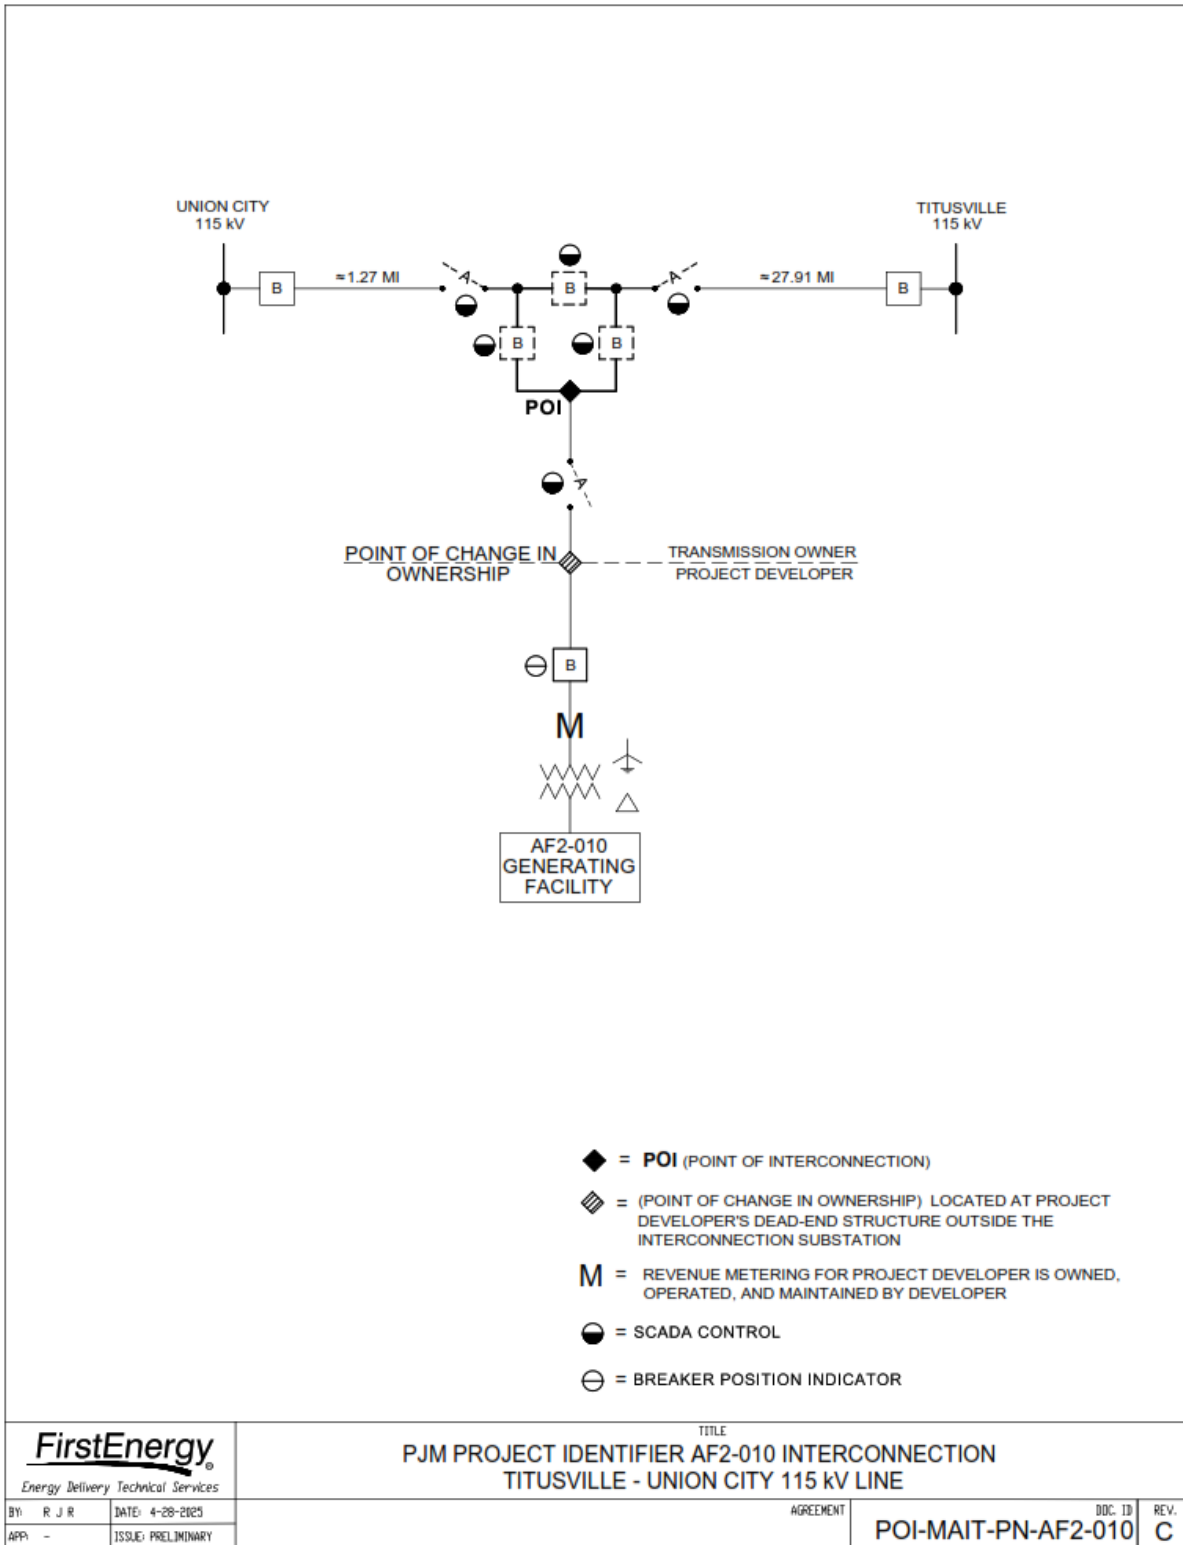 UNION CITY
115 kV
TITUSVILLE
115 kV
B
≈1.27 MI
A
B
A
≈27.91 MI
B
B
B
POI
A
POINT OF CHANGE IN
OWNERSHIP
TRANSMISSION OWNER
PROJECT DEVELOPER
B
M
AF2-010
GENERATING
FACILITY
= POI (POINT OF INTERCONNECTION)
= (POINT OF CHANGE IN OWNERSHIP) LOCATED AT PROJECT
DEVELOPER'S DEAD-END STRUCTURE OUTSIDE THE
INTERCONNECTION SUBSTATION
M = REVENUE METERING FOR PROJECT DEVELOPER IS OWNED,
OPERATED, AND MAINTAINED BY DEVELOPER
= SCADA CONTROL
= BREAKER POSITION INDICATOR
FirstEnergy®
Energy Delivery Technical Services
TITLE
PJM PROJECT IDENTIFIER AF2-010 INTERCONNECTION
TITUSVILLE - UNION CITY 115 kV LINE
BY: R J R
DATE: 4-28-2025
APP: -
ISSUE: PRELIMINARY
AGREEMENT
DOC. ID
POI-MAIT-PN-AF2-010
REV.
C